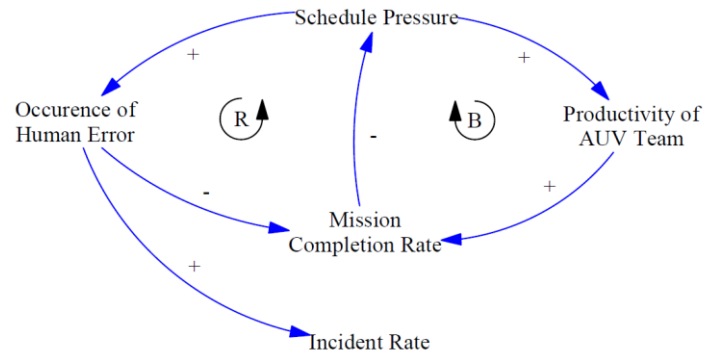 Schedule Pressure
+
+
Occurence of
Human Error
R
B
Productivity of
AUV Team
-
-
+
Mission
Completion Rate
+
Incident Rate